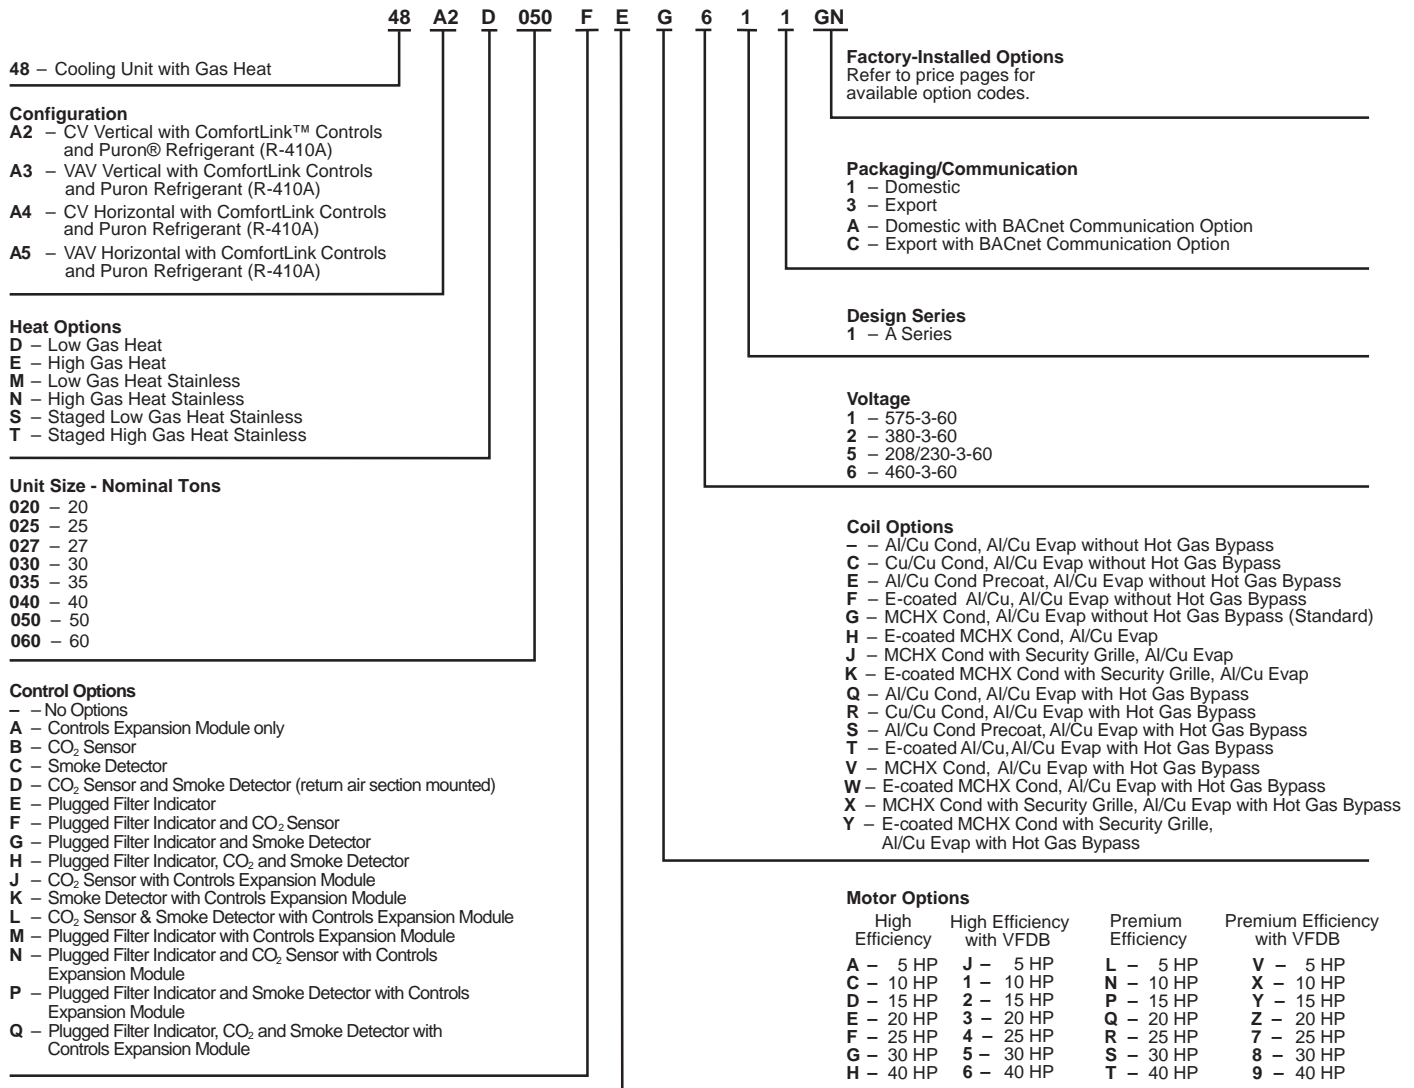 48 A2 D 050 F E G 6 1 1 GN
48 – Cooling Unit with Gas Heat
Configuration
A2 – CV Vertical with ComfortLink™ Controls
and Puron® Refrigerant (R-410A)
A3 – VAV Vertical with ComfortLink Controls
and Puron Refrigerant (R-410A)
A4 – CV Horizontal with ComfortLink Controls
and Puron Refrigerant (R-410A)
A5 – VAV Horizontal with ComfortLink Controls
and Puron Refrigerant (R-410A)
Heat Options
D – Low Gas Heat
E – High Gas Heat
M – Low Gas Heat Stainless
N – High Gas Heat Stainless
S – Staged Low Gas Heat Stainless
T – Staged High Gas Heat Stainless
Unit Size - Nominal Tons
020 – 20
025 – 25
027 – 27
030 – 30
035 – 35
040 – 40
050 – 50
060 – 60
Control Options
– – No Options
A – Controls Expansion Module only
B – CO₂ Sensor
C – Smoke Detector
D – CO₂ Sensor and Smoke Detector (return air section mounted)
E – Plugged Filter Indicator
F – Plugged Filter Indicator and CO₂ Sensor
G – Plugged Filter Indicator and Smoke Detector
H – Plugged Filter Indicator, CO₂ and Smoke Detector
J – CO₂ Sensor with Controls Expansion Module
K – Smoke Detector with Controls Expansion Module
L – CO₂ Sensor & Smoke Detector with Controls Expansion Module
M – Plugged Filter Indicator with Controls Expansion Module
N – Plugged Filter Indicator and CO₂ Sensor with Controls
Expansion Module
P – Plugged Filter Indicator and Smoke Detector with Controls
Expansion Module
Q – Plugged Filter Indicator, CO₂ and Smoke Detector with
Controls Expansion Module
Factory-Installed Options
Refer to price pages for
available option codes.
Packaging/Communication
1 – Domestic
3 – Export
A – Domestic with BACnet Communication Option
C – Export with BACnet Communication Option
Design Series
1 – A Series
Voltage
1 – 575-3-60
2 – 380-3-60
5 – 208/230-3-60
6 – 460-3-60
Coil Options
– – Al/Cu Cond, Al/Cu Evap without Hot Gas Bypass
C – Cu/Cu Cond, Al/Cu Evap without Hot Gas Bypass
E – Al/Cu Cond Precoat, Al/Cu Evap without Hot Gas Bypass
F – E-coated Al/Cu, Al/Cu Evap without Hot Gas Bypass
G – MCHX Cond, Al/Cu Evap without Hot Gas Bypass (Standard)
H – E-coated MCHX Cond, Al/Cu Evap
J – MCHX Cond with Security Grille, Al/Cu Evap
K – E-coated MCHX Cond with Security Grille, Al/Cu Evap
Q – Al/Cu Cond, Al/Cu Evap with Hot Gas Bypass
R – Cu/Cu Cond, Al/Cu Evap with Hot Gas Bypass
S – Al/Cu Cond Precoat, Al/Cu Evap with Hot Gas Bypass
T – E-coated Al/Cu, Al/Cu Evap with Hot Gas Bypass
V – MCHX Cond, Al/Cu Evap with Hot Gas Bypass
W – E-coated MCHX Cond, Al/Cu Evap with Hot Gas Bypass
X – MCHX Cond with Security Grille, Al/Cu Evap with Hot Gas Bypass
Y – E-coated MCHX Cond with Security Grille,
Al/Cu Evap with Hot Gas Bypass
Motor Options
High High Efficiency Premium Premium Efficiency
Efficiency with VFDB Efficiency with VFDB
A – 5 HP J – 5 HP L – 5 HP V – 5 HP
C – 10 HP 1 – 10 HP N – 10 HP X – 10 HP
D – 15 HP 2 – 15 HP P – 15 HP Y – 15 HP
E – 20 HP 3 – 20 HP Q – 20 HP Z – 20 HP
F – 25 HP 4 – 25 HP R – 25 HP 7 – 25 HP
G – 30 HP 5 – 30 HP S – 30 HP 8 – 30 HP
H – 40 HP 6 – 40 HP T – 40 HP 9 – 40 HP